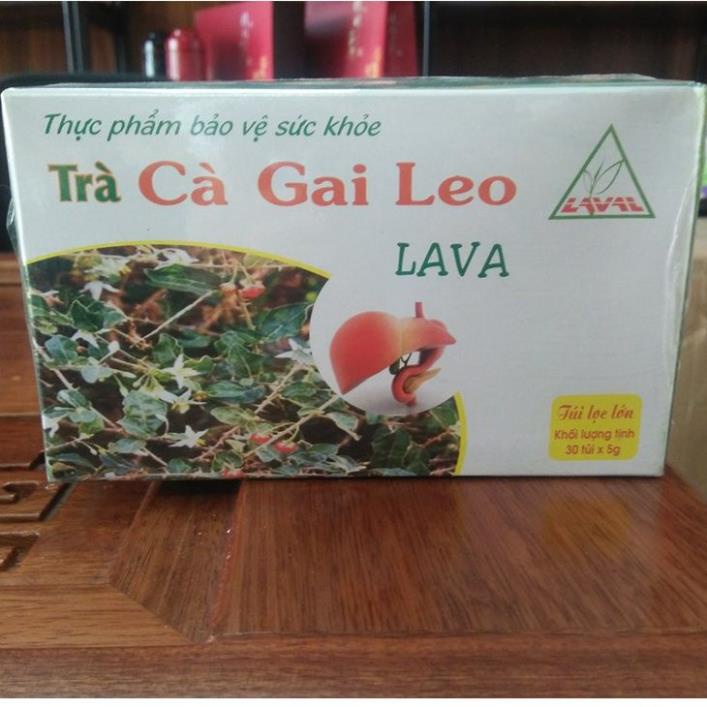 Thực phẩm bảo vệ sức khỏe
Trà Cà Gai Leo
LAVAL
LAVA
Túi lọc lớn
Khối lượng tịnh
30 túi x 5g